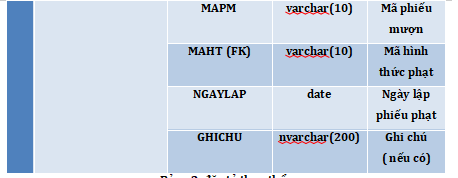 MAPM varchar(10) Mã phiếu
mượn
MAHT (FK) varchar(10) Mã hình
thức phạt
NGAYLAP date Ngày lập
phiếu phạt
GHICHU nvarchar(200) Ghi chú
( nếu có)